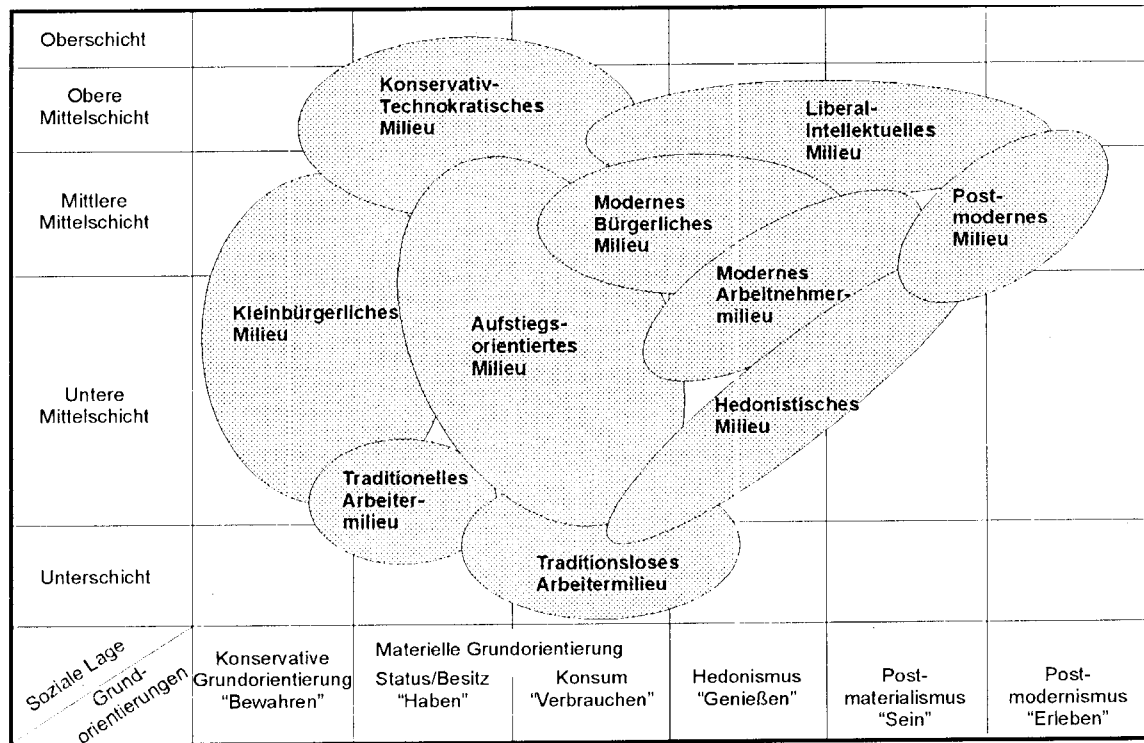 Oberschicht
Obere
Mittelschicht
Mittlere
Mittelschicht
Untere
Mittelschicht
Unterschicht
Konservativ-
Technokratisches
Milieu
Liberal-
Intellektuelles
Milieu
Modernes
Bürgerliches
Milieu
Post-
modernes
Milieu
Modernes
Arbeitnehmer-
milieu
Kleinbürgerliches
Milieu
Aufstiegs-
orientiertes
Milieu
Hedonistisches
Milieu
Traditionelles
Arbeiter-
milieu
Traditionsloses
Arbeitermilieu
Soziale Lage
Grund-
orientierungen
Konservative
Grundorientierung
"Bewahren"
Materielle Grundorientierung
Status/Besitz
"Haben"
Konsum
"Verbrauchen"
Hedonismus
"Genießen"
Post-
materialismus
"Sein"
Post-
modernismus
"Erleben"